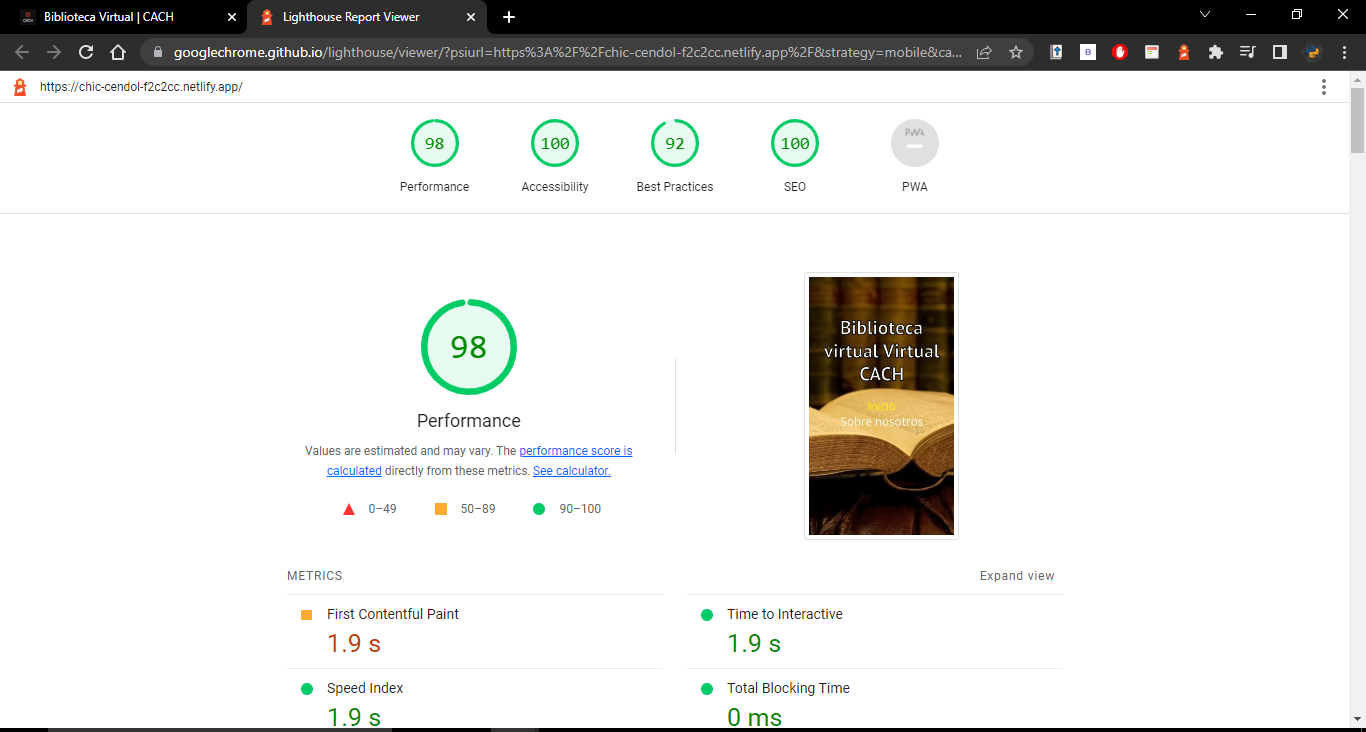 Biblioteca Virtual | CACH
Lighthouse Report Viewer
googlechrome.github.io/lighthouse/viewer/?psiurl=https%3A%2F%2Fchic-cendol-f2c2cc.netlify.app%2F&strategy=mobile&ca...
https://chic-cendol-f2c2cc.netlify.app/
98
100
92
100
PWA
Performance
Accessibility
Best Practices
SEO
PWA
98
Performance
Values are estimated and may vary. The performance score is
calculated directly from these metrics. See calculator.
0–49
50–89
90–100
Biblioteca
virtual Virtual
CACH
Inicio
Sobre nosotros
METRICS
Expand view
First Contentful Paint
1.9 s
Time to Interactive
1.9 s
Speed Index
1.9 s
Total Blocking Time
0 ms